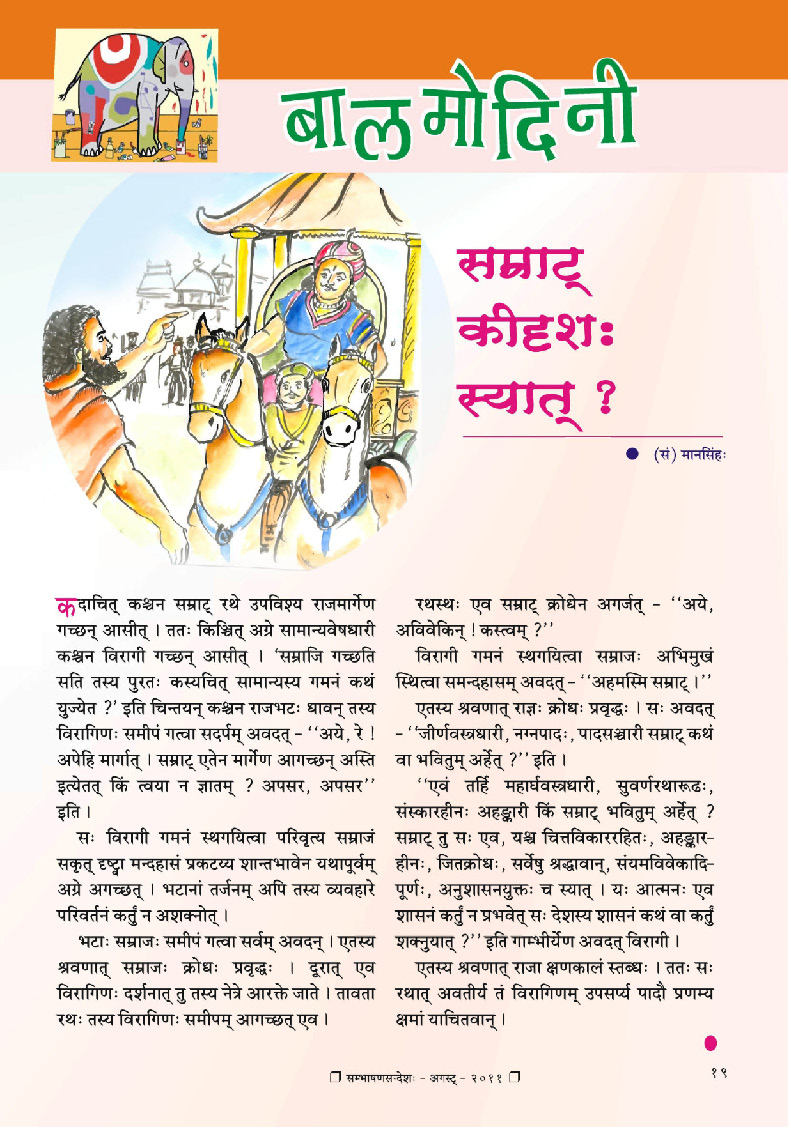 बालमोदिनी
सम्राट्
कीदृशः
स्यात् ?
● (सं) मानसिंहः
कदाचित् कश्चन सम्राट् रथे उपविश्य राजमार्गेण
गच्छन् आसीत् । ततः किञ्चित् अग्रे सामान्यवेषधारी
कश्चन विरागी गच्छन् आसीत् । ‘सम्राजि गच्छति
सति तस्य पुरतः कस्यचित् सामान्यस्य गमनं कथं
युज्येत ?’ इति चिन्तयन् कश्चन राजभटः धावन् तस्य
विरागिणः समीपं गत्वा सदर्पम् अवदत् – ‘‘अये, रे !
अपेहि मार्गात् । सम्राट् एतेन मार्गेण आगच्छन् अस्ति
इत्येतत् किं त्वया न ज्ञातम् ? अपसर, अपसर’’
इति ।
सः विरागी गमनं स्थगयित्वा परिवृत्य सम्राजं
सकृत् दृष्ट्वा मन्दहासं प्रकटय्य शान्तभावेन यथापूर्वम्
अग्रे अगच्छत् । भटानां तर्जनम् अपि तस्य व्यवहारे
परिवर्तनं कर्तुं न अशक्नोत् ।
भटाः सम्राजः समीपं गत्वा सर्वम् अवदन् । एतस्य
श्रवणात् सम्राजः क्रोधः प्रवृद्धः । दूरात् एव
विरागिणः दर्शनात् तु तस्य नेत्रे आरक्ते जाते । तावता
रथः तस्य विरागिणः समीपम् आगच्छत् एव ।
रथस्थः एव सम्राट् क्रोधेन अगर्जत् – ‘‘अये,
अविवेकिन् ! कस्त्वम् ?’’
विरागी गमनं स्थगयित्वा सम्राजः अभिमुखं
स्थित्वा समन्दहासम् अवदत् – ‘‘अहमस्मि सम्राट् ।’’
एतस्य श्रवणात् राज्ञः क्रोधः प्रवृद्धः । सः अवदत्
– ‘‘जीर्णवस्त्रधारी, नग्नपादः, पादसञ्चारी सम्राट् कथं
वा भवितुम् अर्हेत् ?’’ इति ।
‘‘एवं तर्हि महार्घवस्त्रधारी, सुवर्णरथारूढः,
संस्कारहीनः अहङ्कारी किं सम्राट् भवितुम् अर्हेत् ?
सम्राट् तु सः एव, यश्च चित्तविकाररहितः, अहङ्कार-
हीनः, जितक्रोधः, सर्वेषु श्रद्धावान्, संयमविवेकादि-
पूर्णः, अनुशासनयुक्तः च स्यात् । यः आत्मनः एव
शासनं कर्तुं न प्रभवेत् सः देशस्य शासनं कथं वा कर्तुं
शक्नुयात् ?’’ इति गाम्भीर्येण अवदत् विरागी ।
एतस्य श्रवणात् राजा क्षणकालं स्तब्धः । ततः सः
रथात् अवतीर्य तं विरागिणम् उपसर्प्य पादौ प्रणम्य
क्षमां याचितवान् ।
❐ सम्भाषणसन्देशः – अगस्ट् – २०११ ❐
१९